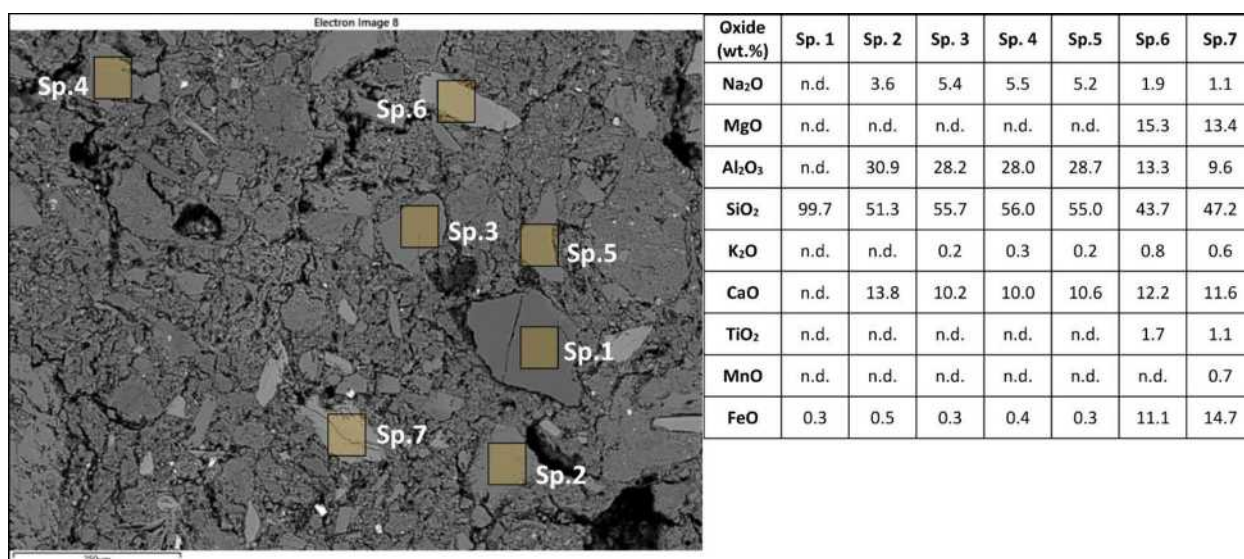 Electron Image 8
Sp.4
Sp.6
Sp.3
Sp.5
Sp.1
Sp.7
Sp.2
250µm
Oxide (wt.%) Sp. 1 Sp. 2 Sp. 3 Sp. 4 Sp.5 Sp.6 Sp.7
Na₂O n.d. 3.6 5.4 5.5 5.2 1.9 1.1
MgO n.d. n.d. n.d. n.d. n.d. 15.3 13.4
Al₂O₃ n.d. 30.9 28.2 28.0 28.7 13.3 9.6
SiO₂ 99.7 51.3 55.7 56.0 55.0 43.7 47.2
K₂O n.d. n.d. 0.2 0.3 0.2 0.8 0.6
CaO n.d. 13.8 10.2 10.0 10.6 12.2 11.6
TiO₂ n.d. n.d. n.d. n.d. n.d. 1.7 1.1
MnO n.d. n.d. n.d. n.d. n.d. n.d. 0.7
FeO 0.3 0.5 0.3 0.4 0.3 11.1 14.7